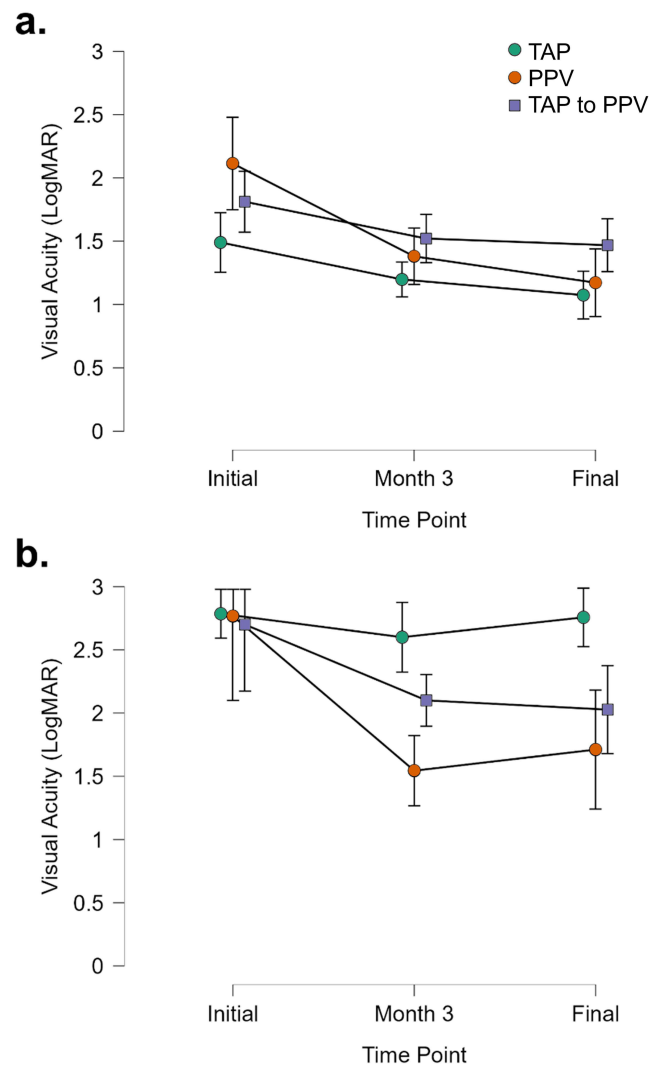 a.
TAP
PPV
TAP to PPV
3
2.5
2
1.5
1
0.5
0
Visual Acuity (LogMAR)
Initial Month 3 Final
Time Point
b.
3
2.5
2
1.5
1
0.5
0
Visual Acuity (LogMAR)
Initial Month 3 Final
Time Point